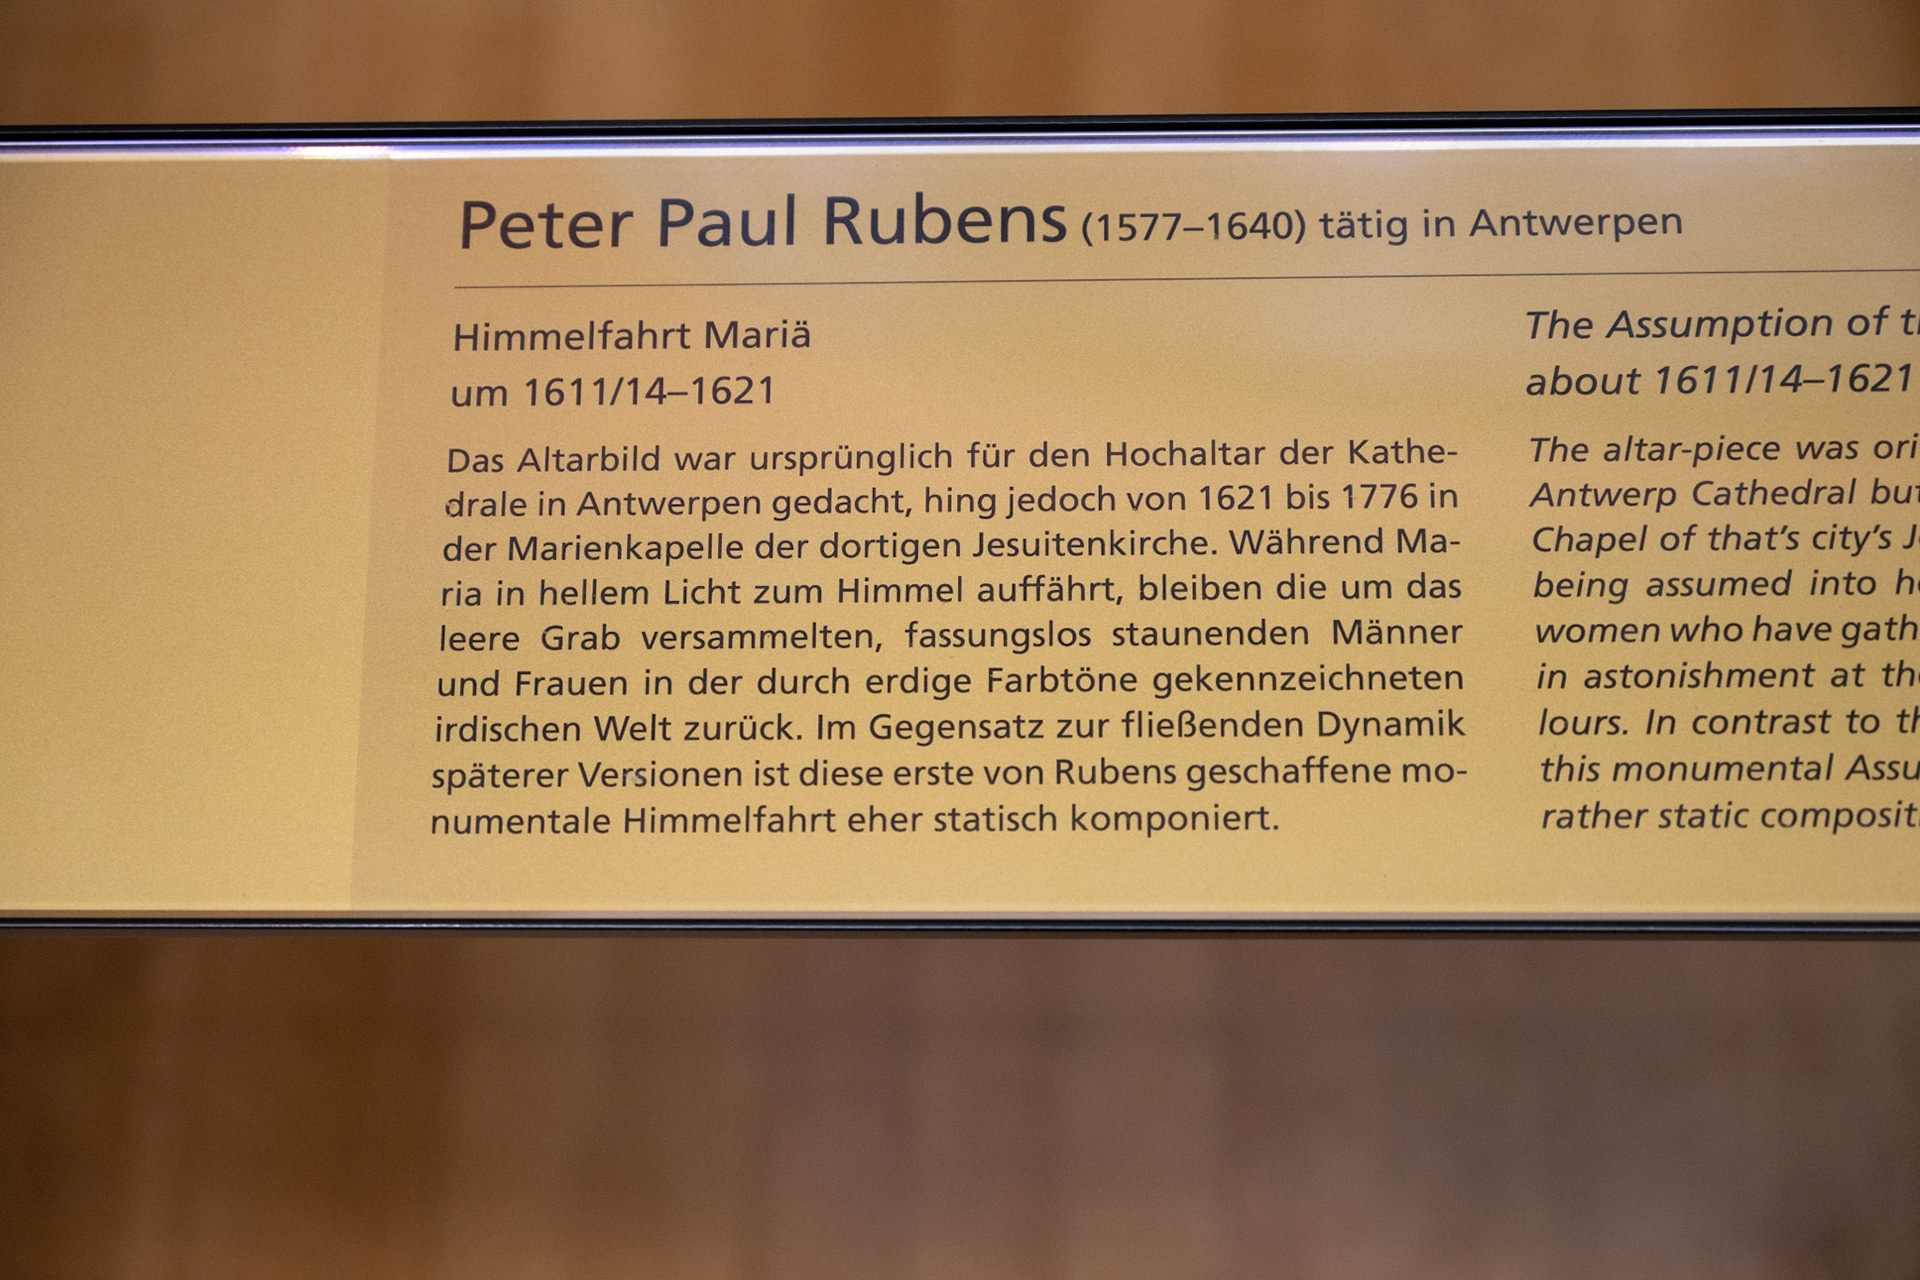 Peter Paul Rubens (1577–1640) tätig in Antwerpen
Himmelfahrt Mariä
um 1611/14–1621
Das Altarbild war ursprünglich für den Hochaltar der Kathe-
drale in Antwerpen gedacht, hing jedoch von 1621 bis 1776 in
der Marienkapelle der dortigen Jesuitenkirche. Während Ma-
ria in hellem Licht zum Himmel auffährt, bleiben die um das
leere Grab versammelten, fassungslos staunenden Männer
und Frauen in der durch erdige Farbtöne gekennzeichneten
irdischen Welt zurück. Im Gegensatz zur fließenden Dynamik
späterer Versionen ist diese erste von Rubens geschaffene mo-
numentale Himmelfahrt eher statisch komponiert.
The Assumption of
about 1611/14–1621
The altar-piece was
Antwerp Cathedral
Chapel of that's city's
being assumed into
women who have
in astonishment at
lours. In contrast to
this monumental
rather static